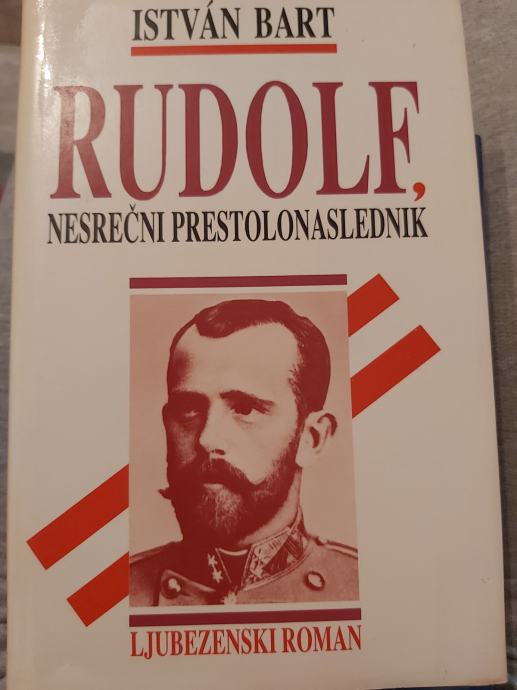 ISTVÁN BART
RUDOLF,
NESREČNI PRESTOLONASLEDNIK
LJUBEZENSKI ROMAN